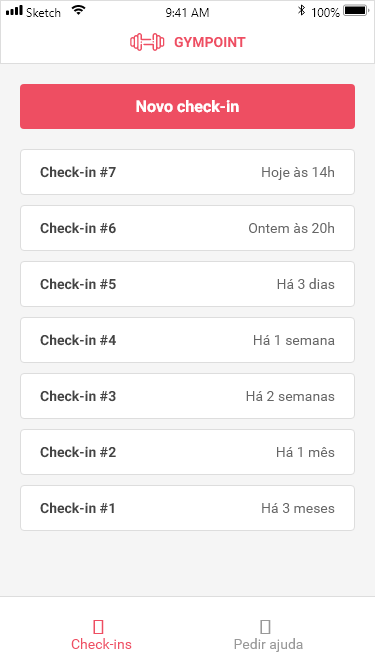 Sketch 9:41 AM 100%
GYMPOINT
Novo check-in
Check-in #7 Hoje às 14h
Check-in #6 Ontem às 20h
Check-in #5 Há 3 dias
Check-in #4 Há 1 semana
Check-in #3 Há 2 semanas
Check-in #2 Há 1 mês
Check-in #1 Há 3 meses
Check-ins Pedir ajuda